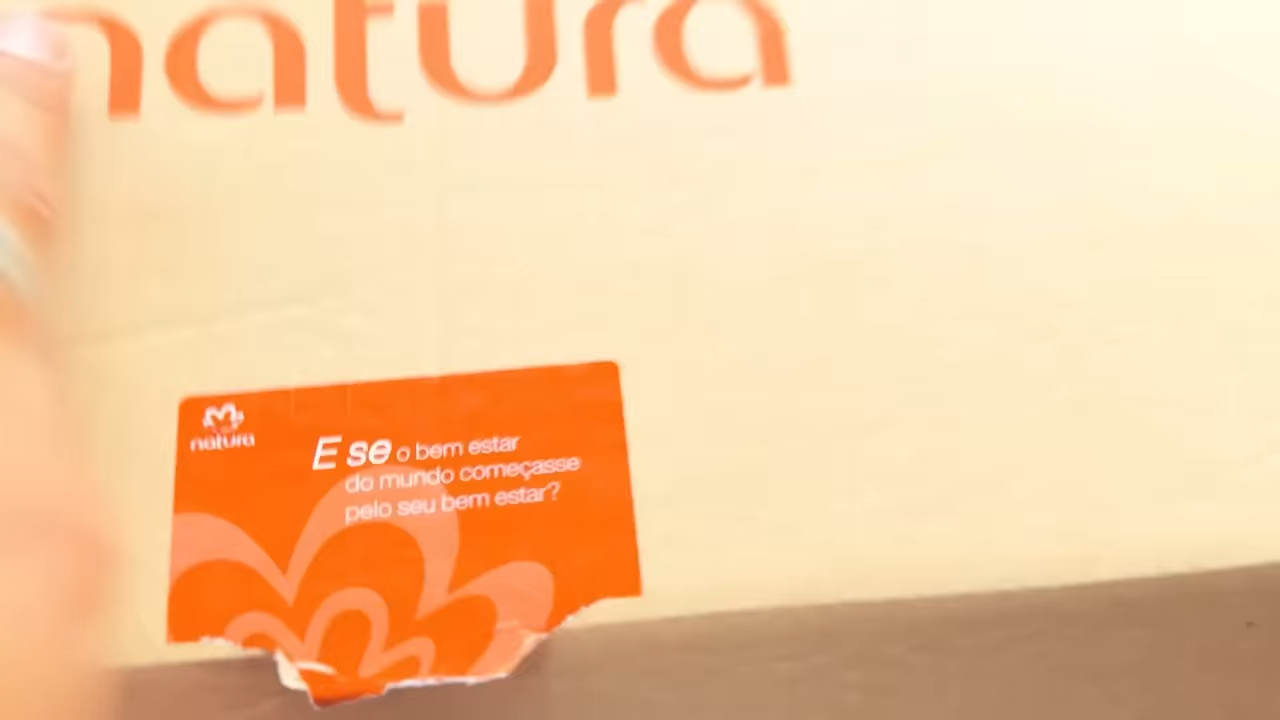 natura
natura
E se o bem estar
do mundo começasse
pelo seu bem estar?